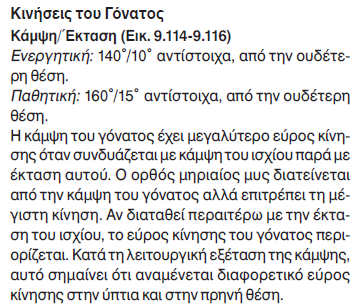 Κινήσεις του Γόνατος
Κάμψη/Έκταση (Εικ. 9.114-9.116)
Ενεργητική: 140˚/10˚ αντίστοιχα, από την ουδέτε-
ρη θέση.
Παθητική: 160˚/15˚ αντίστοιχα, από την ουδέτερη
θέση.
Η κάμψη του γόνατος έχει μεγαλύτερο εύρος κίνη-
σης όταν συνδυάζεται με κάμψη του ισχίου παρά με
έκταση αυτού. Ο ορθός μηριαίος μυς διατείνεται
από την κάμψη του γόνατος αλλά επιτρέπει τη μέ-
γιστη κίνηση. Αν διαταθεί περαιτέρω με την έκτα-
ση του ισχίου, το εύρος κίνησης του γόνατος περι-
ορίζεται. Κατά τη λειτουργική εξέταση της κάμψης,
αυτό σημαίνει ότι αναμένεται διαφορετικό εύρος
κίνησης στην ύπτια και στην πρηνή θέση.